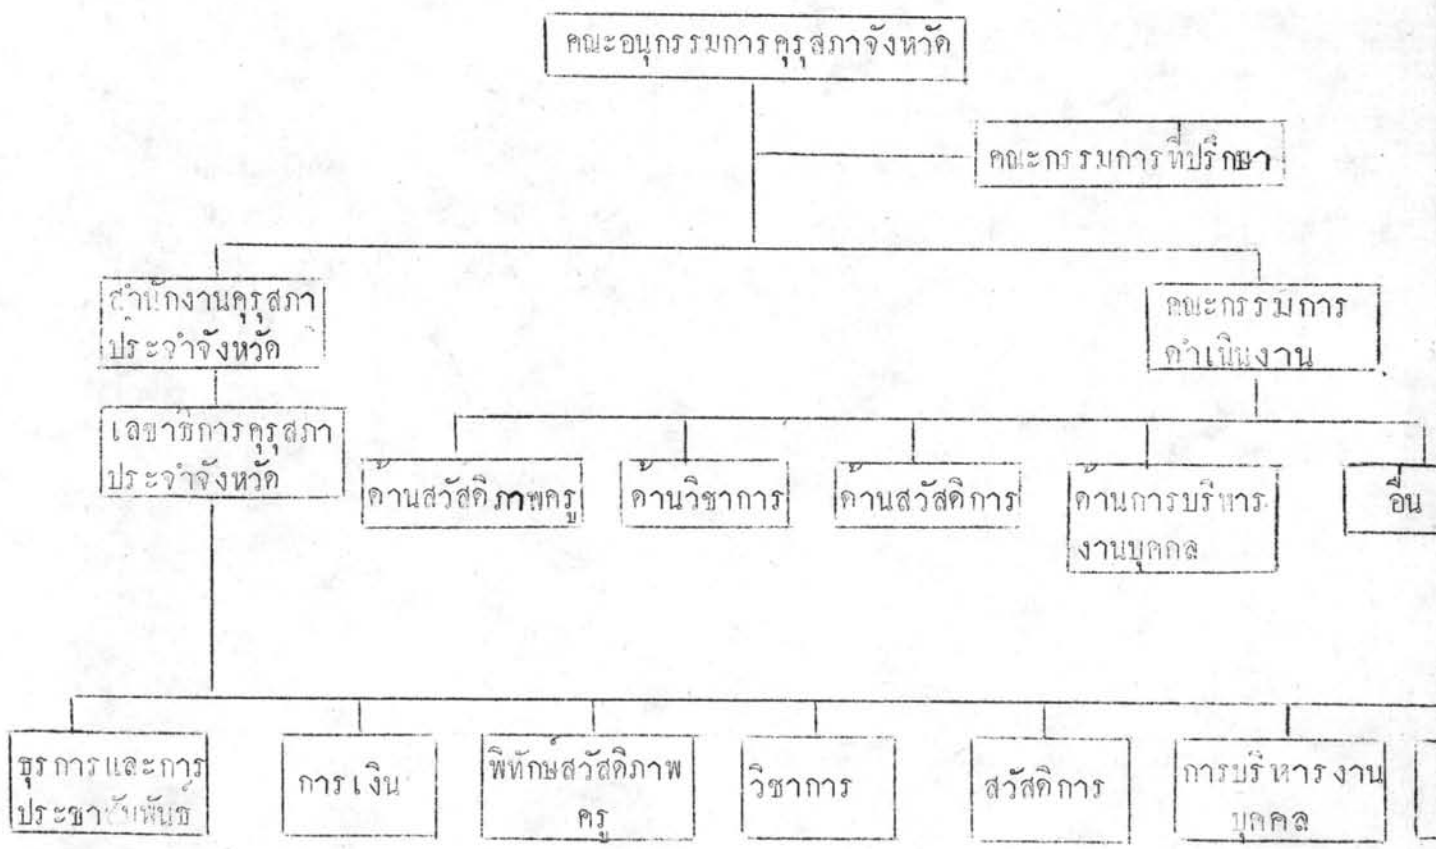 คณะอนุกรรมการคุรุสภาจังหวัด
คณะกรรมการที่ปรึกษา
สำนักงานคุรุสภา
ประจำจังหวัด
คณะกรรมการ
ดำเนินงาน
เลขาธิการคุรุสภา
ประจำจังหวัด
ด้านสวัสดิภาพครู
ด้านวิชาการ
ด้านสวัสดิการ
ด้านการบริหาร
งานบุคคล
อื่น
ธุรการและการ
ประชาสัมพันธ์
การเงิน
พิทักษ์สวัสดิภาพ
ครู
วิชาการ
สวัสดิการ
การบริหารงาน
บุคคล